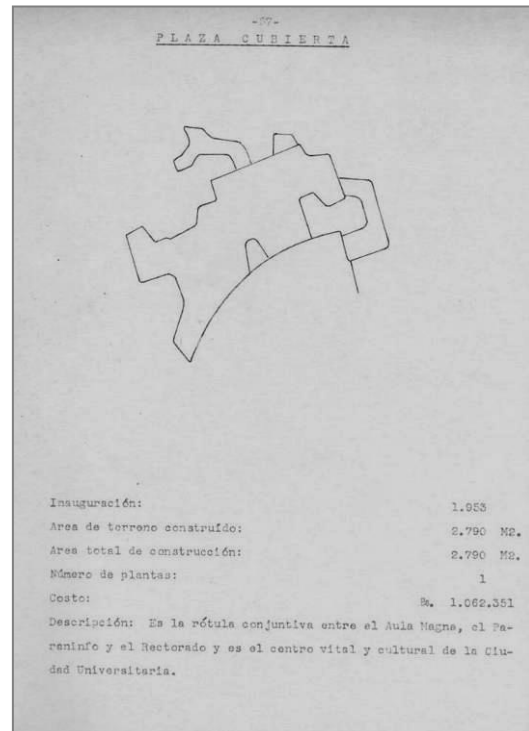 -27-
PLAZA CUBIERTA
Inauguración: 1.953
Area de terreno construído: 2.790 M2.
Area total de construcción: 2.790 M2.
Número de plantas: 1
Costo: Bs. 1.062.351
Descripción: Es la rótula conjuntiva entre el Aula Magna, el Pa-
raninfo y el Rectorado y es el centro vital y cultural de la Ciu-
dad Universitaria.